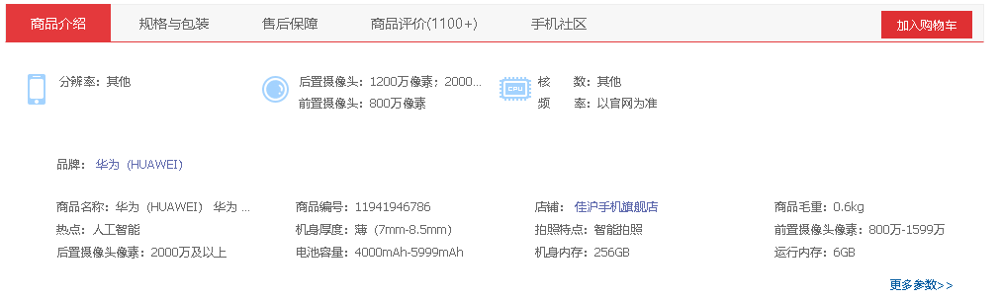 商品介绍 规格与包装 售后保障 商品评价(1100+) 手机社区 加入购物车
分辨率：其他 后置摄像头：1200万像素；2000... 核 数：其他
前置摄像头：800万像素 频 率：以官网为准
CPU
品牌： 华为（HUAWEI）
商品名称：华为（HUAWEI） 华为 ... 商品编号：11941946786 店铺： 佳沪手机旗舰店 商品毛重：0.6kg
热点：人工智能 机身厚度：薄（7mm-8.5mm） 拍照特点：智能拍照 前置摄像头像素：800万-1599万
后置摄像头像素：2000万及以上 电池容量：4000mAh-5999mAh 机身内存：256GB 运行内存：6GB
更多参数>>